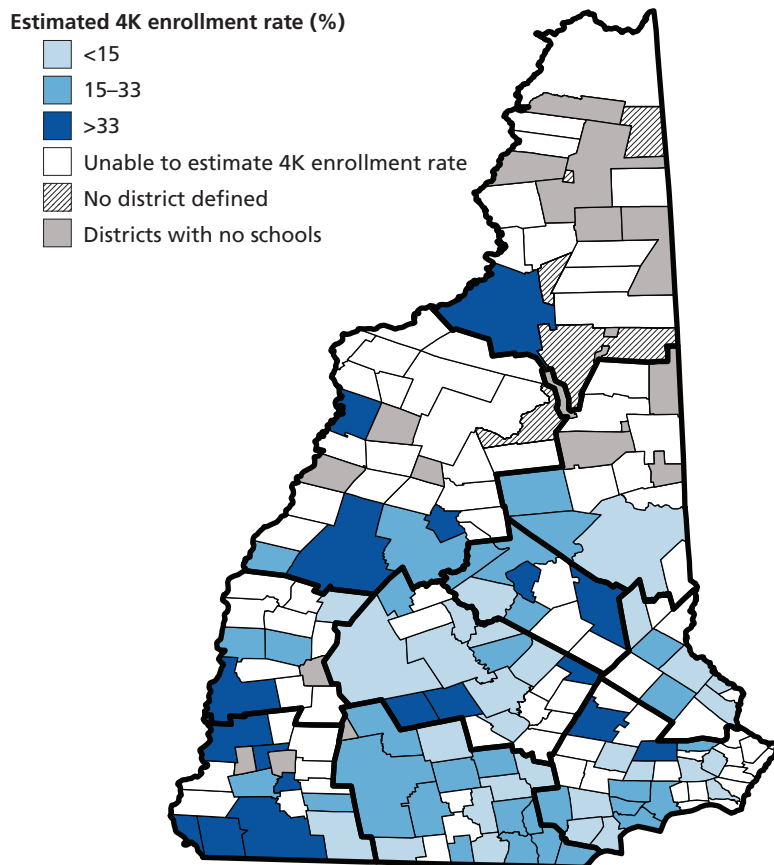 Estimated 4K enrollment rate (%)
<15
15–33
>33
Unable to estimate 4K enrollment rate
No district defined
Districts with no schools